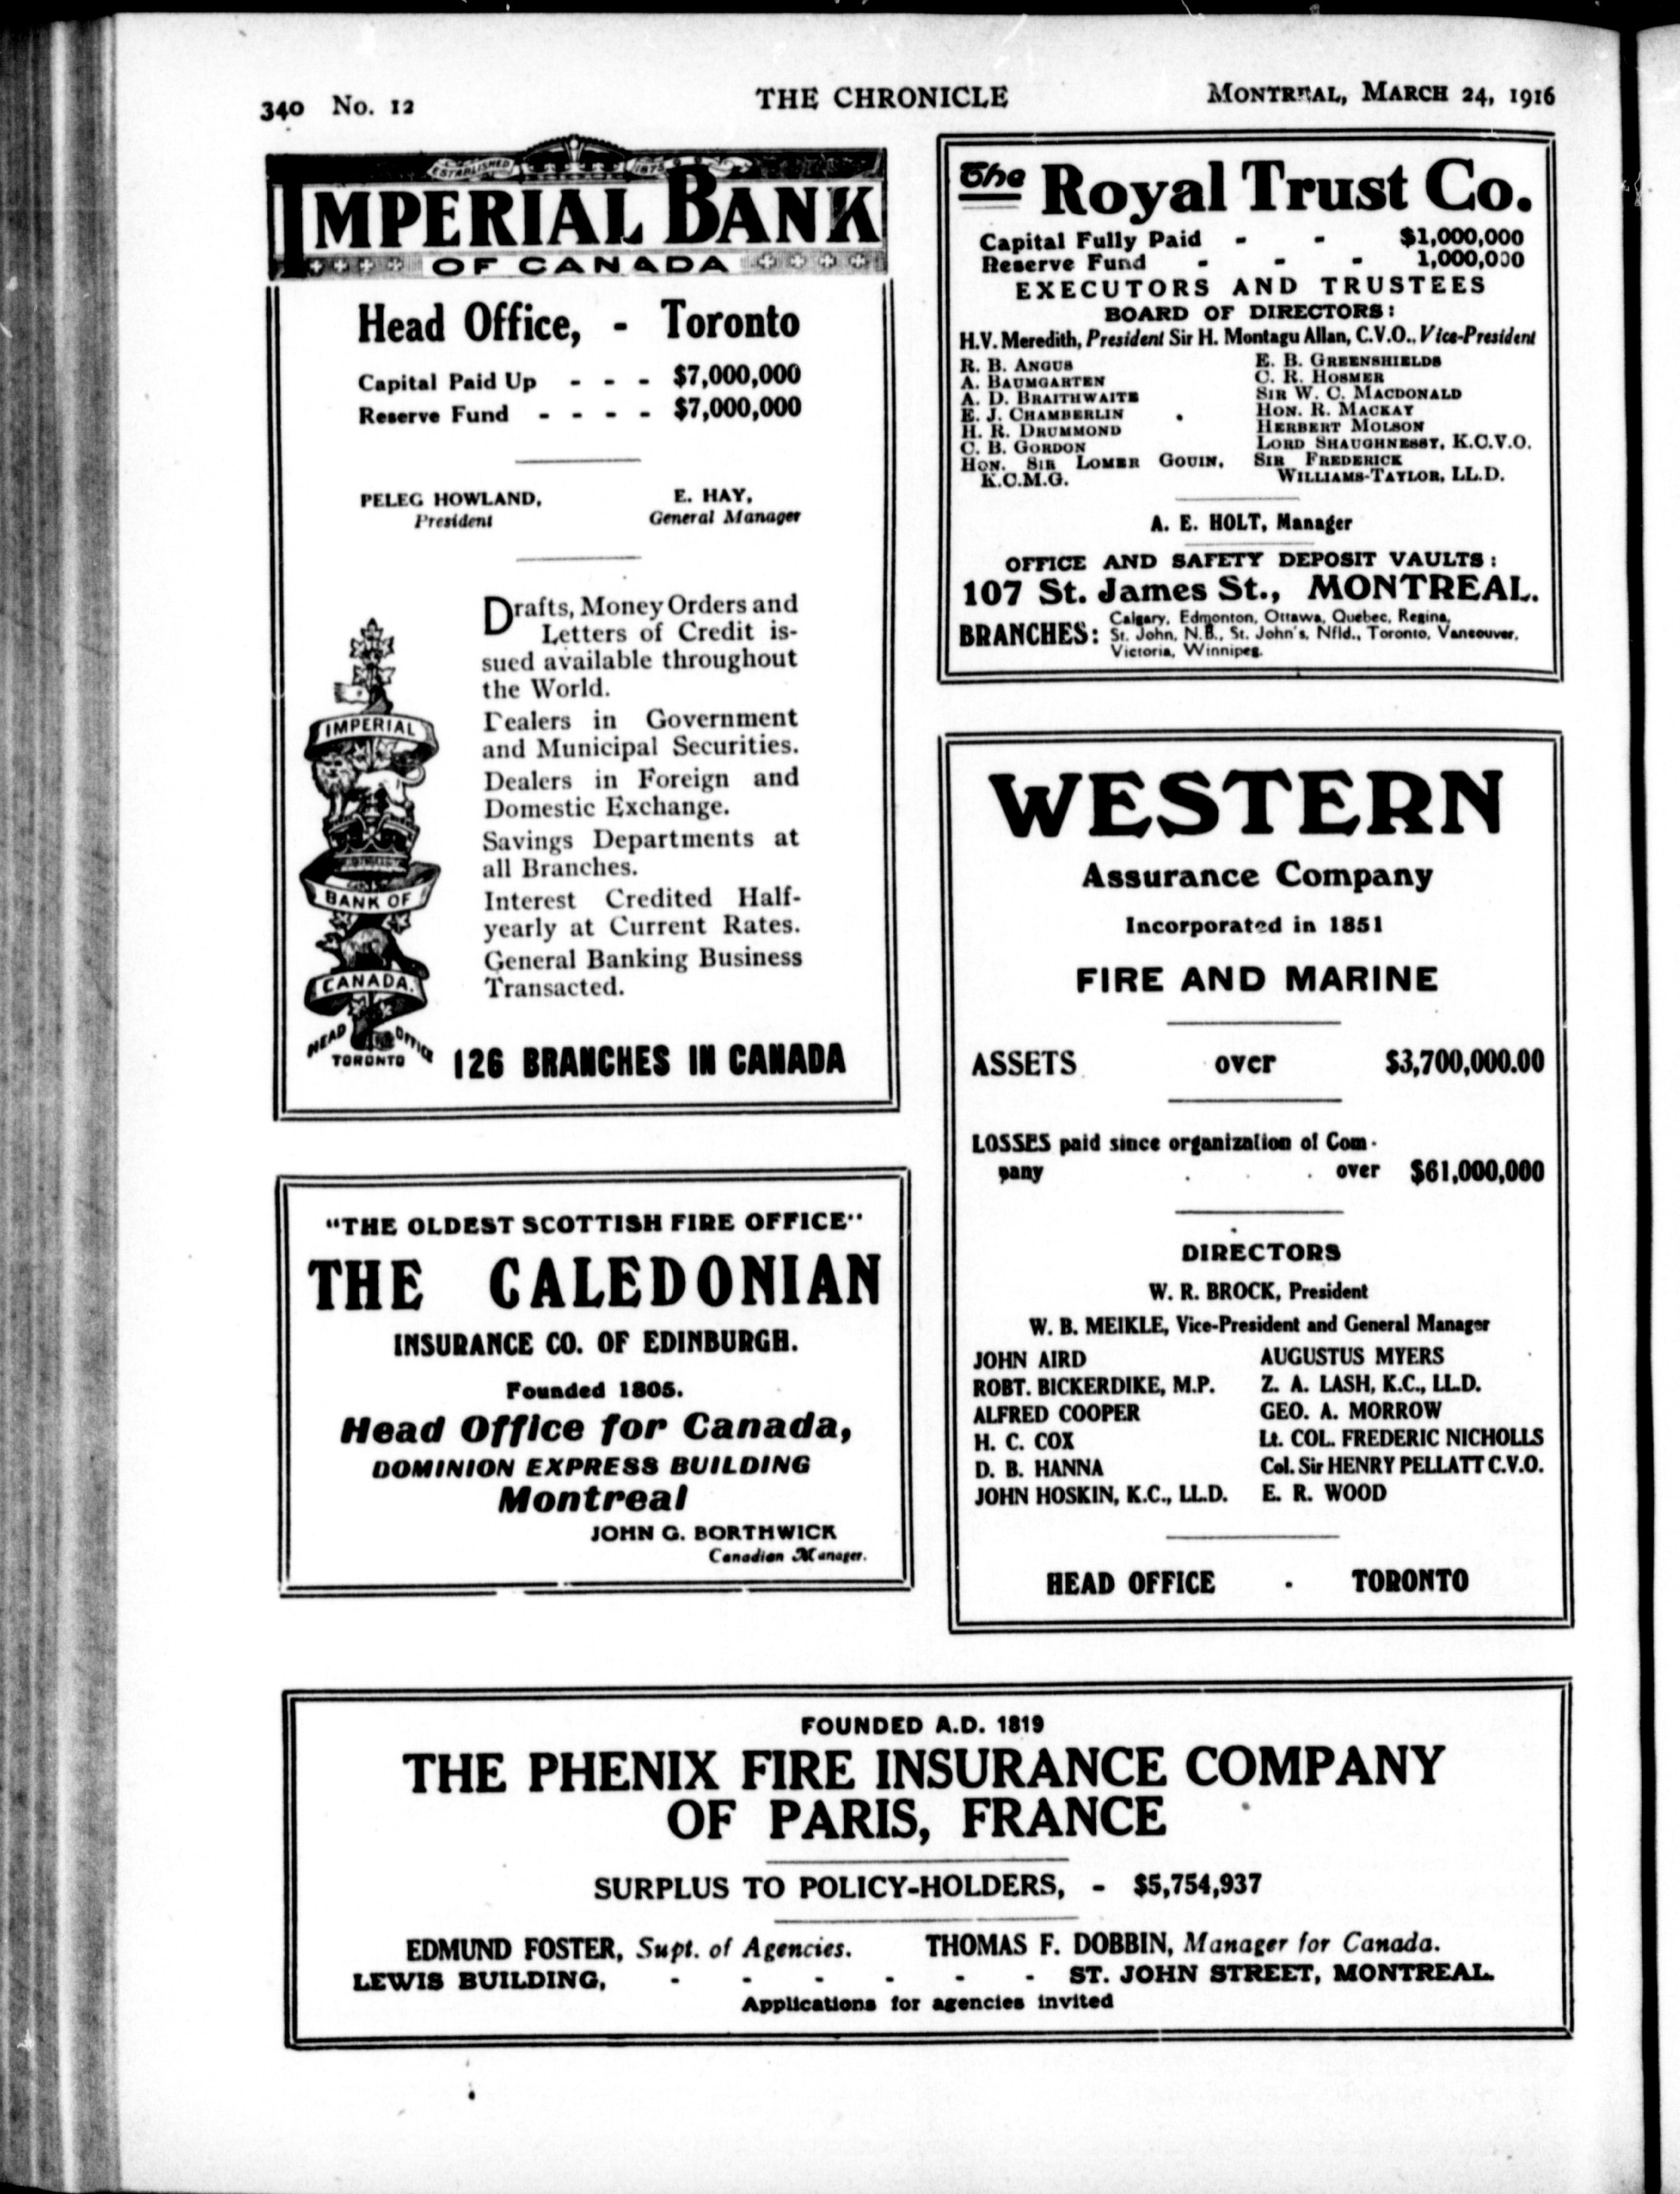 340 No. 12 THE CHRONICLE MONTREAL, MARCH 24, 1916
ESTABLISHED 1875
IMPERIAL BANK
OF CANADA
Head Office, - Toronto
Capital Paid Up - - - $7,000,000
Reserve Fund - - - - $7,000,000
PELEG HOWLAND, E. HAY,
President General Manager
Drafts, Money Orders and
Letters of Credit is-
sued available throughout
the World.
Dealers in Government
and Municipal Securities.
Dealers in Foreign and
Domestic Exchange.
Savings Departments at
all Branches.
Interest Credited Half-
yearly at Current Rates.
General Banking Business
Transacted.
IMPERIAL
BANK OF
CANADA.
HEAD OFFICE
TORONTO
126 BRANCHES IN CANADA
"THE OLDEST SCOTTISH FIRE OFFICE"
THE CALEDONIAN
INSURANCE CO. OF EDINBURGH.
Founded 1805.
Head Office for Canada,
DOMINION EXPRESS BUILDING
Montreal
JOHN G. BORTHWICK
Canadian Manager.
The Royal Trust Co.
Capital Fully Paid - - $1,000,000
Reserve Fund - - - 1,000,000
EXECUTORS AND TRUSTEES
BOARD OF DIRECTORS:
H.V. Meredith, President Sir H. Montagu Allan, C.V.O., Vice-President
R. B. ANGUS E. B. GREENSHIELDS
A. BAUMGARTEN C. R. HOSMER
A. D. BRAITHWAITE SIR W. C. MACDONALD
E. J. CHAMBERLIN HON. R. MACKAY
H. R. DRUMMOND HERBERT MOLSON
C. B. GORDON LORD SHAUGHNESSY, K.C.V.O.
HON. SIR LOMER GOUIN, SIR FREDERICK
K.C.M.G. WILLIAMS-TAYLOR, LL.D.
A. E. HOLT, Manager
OFFICE AND SAFETY DEPOSIT VAULTS:
107 St. James St., MONTREAL.
BRANCHES: Calgary, Edmonton, Ottawa, Quebec, Regina,
St. John, N.B., St. John's, Nfld., Toronto, Vancouver,
Victoria, Winnipeg.
WESTERN
Assurance Company
Incorporated in 1851
FIRE AND MARINE
ASSETS over $3,700,000.00
LOSSES paid since organization of Com-
pany . . . over $61,000,000
DIRECTORS
W. R. BROCK, President
W. B. MEIKLE, Vice-President and General Manager
JOHN AIRD AUGUSTUS MYERS
ROBT. BICKERDIKE, M.P. Z. A. LASH, K.C., LL.D.
ALFRED COOPER GEO. A. MORROW
H. C. COX Lt. COL. FREDERIC NICHOLLS
D. B. HANNA Col. Sir HENRY PELLATT C.V.O.
JOHN HOSKIN, K.C., LL.D. E. R. WOOD
HEAD OFFICE - TORONTO
FOUNDED A.D. 1819
THE PHENIX FIRE INSURANCE COMPANY
OF PARIS, FRANCE
SURPLUS TO POLICY-HOLDERS, - $5,754,937
EDMUND FOSTER, Supt. of Agencies. THOMAS F. DOBBIN, Manager for Canada.
LEWIS BUILDING, - - - - - - ST. JOHN STREET, MONTREAL.
Applications for agencies invited